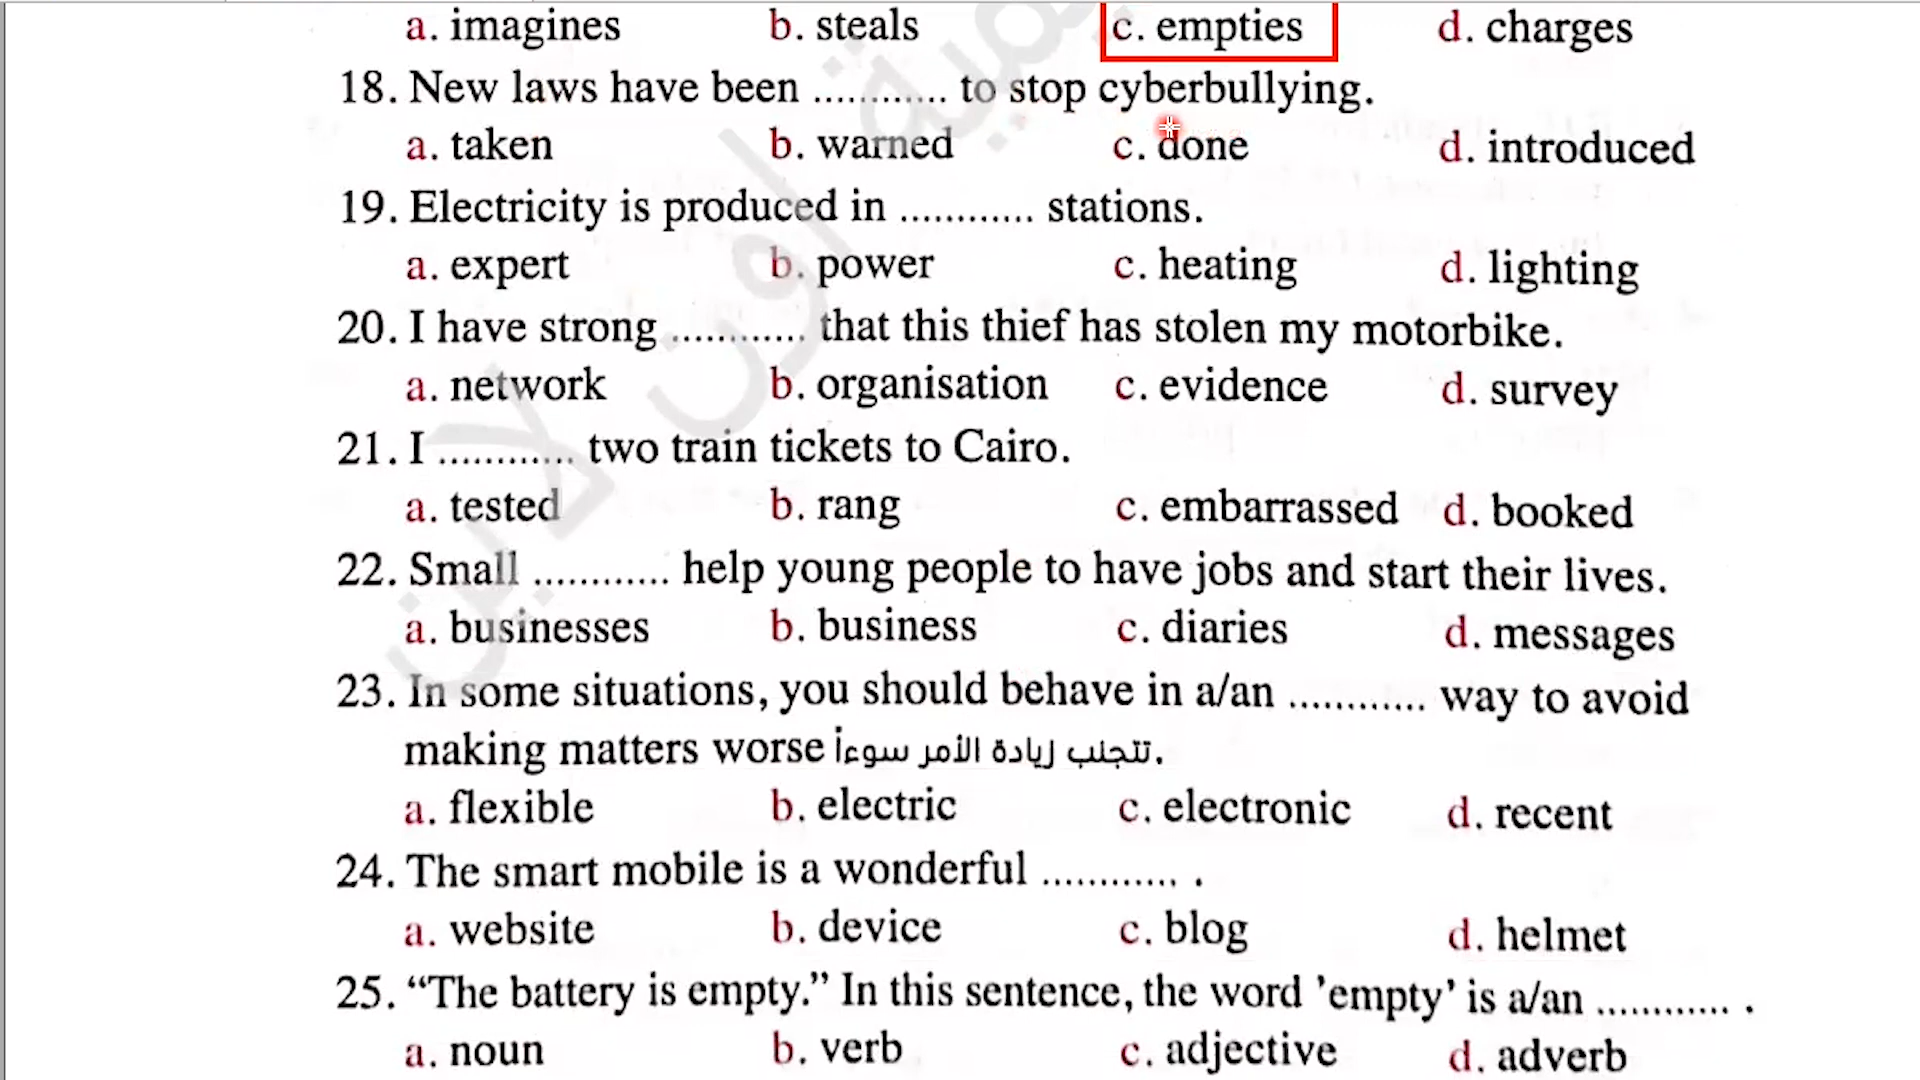 a. imagines b. steals c. empties d. charges
18. New laws have been ............ to stop cyberbullying.
a. taken b. warned c. done d. introduced
19. Electricity is produced in ............ stations.
a. expert b. power c. heating d. lighting
20. I have strong ............ that this thief has stolen my motorbike.
a. network b. organisation c. evidence d. survey
21. I ............ two train tickets to Cairo.
a. tested b. rang c. embarrassed d. booked
22. Small ............ help young people to have jobs and start their lives.
a. businesses b. business c. diaries d. messages
23. In some situations, you should behave in a/an ............ way to avoid
making matters worse تتجنب زيادة الأمر سوءاً.
a. flexible b. electric c. electronic d. recent
24. The smart mobile is a wonderful ............ .
a. website b. device c. blog d. helmet
25. “The battery is empty.” In this sentence, the word ’empty’ is a/an ............ .
a. noun b. verb c. adjective d. adverb
اون لاين